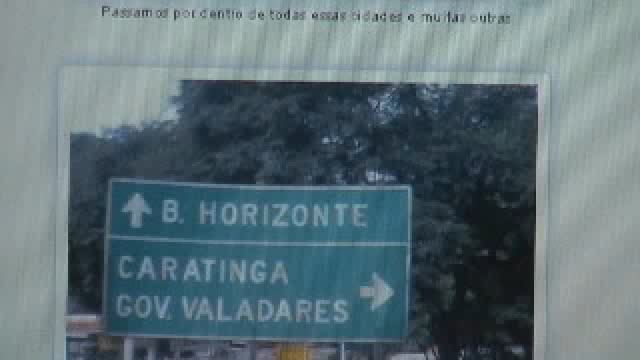 Passamos por dentro de todas essas cidades e muitas outras
B. HORIZONTE
CARATINGA
GOV. VALADARES